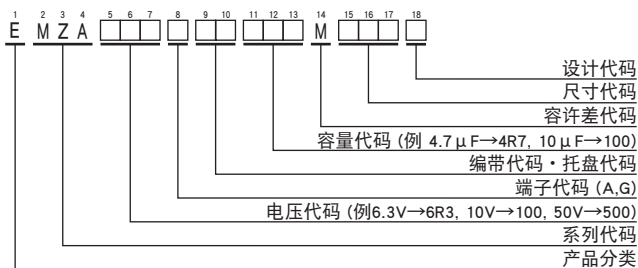 1 2 3 4 5 6 7 8 9 10 11 12 13 14 15 16 17 18
E MZA M
设计代码
尺寸代码
容许差代码
容量代码 (例 4.7μF→4R7, 10μF→100)
编带代码・托盘代码
端子代码 (A,G)
电压代码 (例6.3V→6R3, 10V→100, 50V→500)
系列代码
产品分类